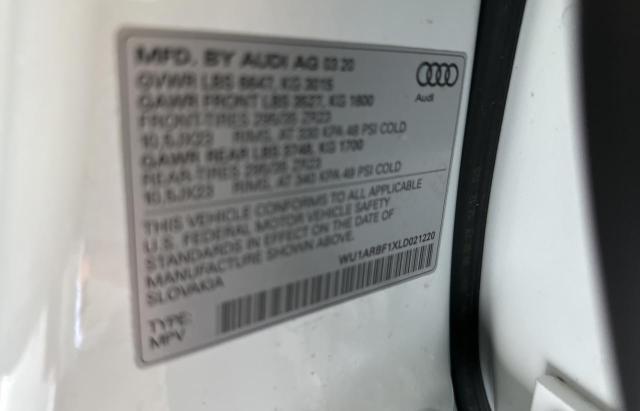 MFD. BY AUDI AG 03 20
GVWR LBS 6647, KG 3015
GAWR FRONT LBS 3527, KG 1600
FRONT-TIRES 295/35 ZR23
10,5JX23 RIMS, AT 330 KPA 48 PSI COLD
GAWR REAR LBS 3748, KG 1700
REAR-TIRES 295/35 ZR23
10,5JX23 RIMS, AT 340 KPA 49 PSI COLD
Audi
THIS VEHICLE CONFORMS TO ALL APPLICABLE
U.S. FEDERAL MOTOR VEHICLE SAFETY
STANDARDS IN EFFECT ON THE DATE OF
MANUFACTURE SHOWN ABOVE.
SLOVAKIA
WU1ARBF1XLD021220
TYPE:
MPV